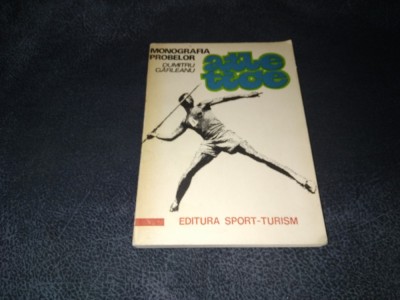 MONOGRAFIA
PROBELOR
DUMITRU
GÂRLEANU
atle
tice
EDITURA SPORT-TURISM